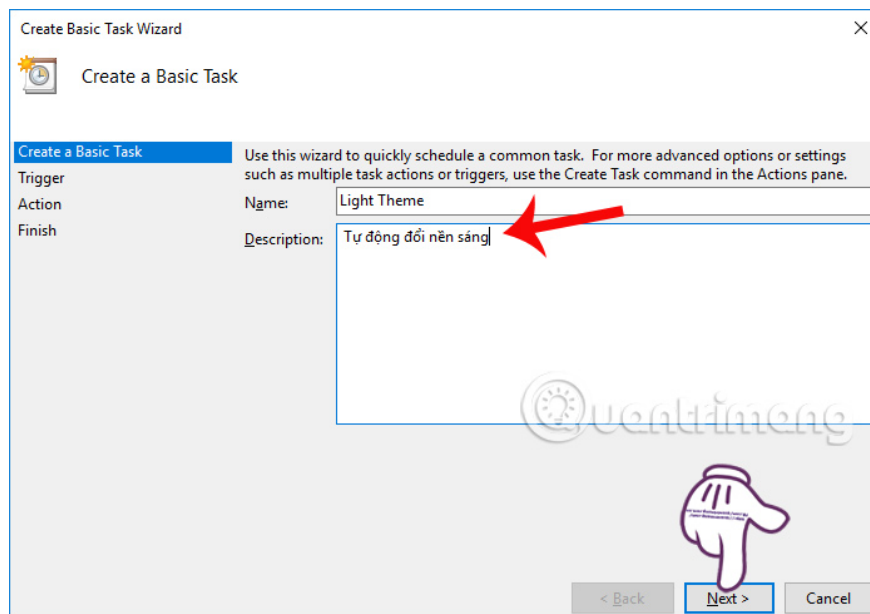 Create Basic Task Wizard
Create a Basic Task
Create a Basic Task
Trigger
Action
Finish
Use this wizard to quickly schedule a common task.  For more advanced options or settings
such as multiple task actions or triggers, use the Create Task command in the Actions pane.
Name:
Light Theme
Description:
Tự động đổi nền sáng
Quantrimang
< Back
Next >
Cancel